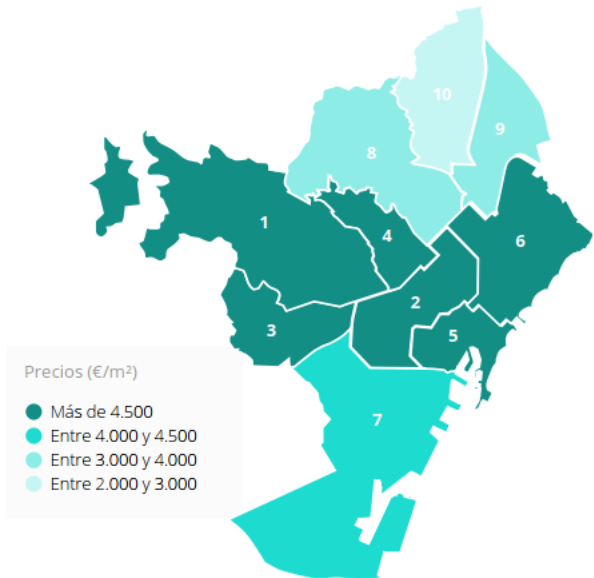 10
9
8
1
4
6
2
3
5
Precios (€/m²)
Más de 4.500
7
Entre 4.000 y 4.500
Entre 3.000 y 4.000
Entre 2.000 y 3.000